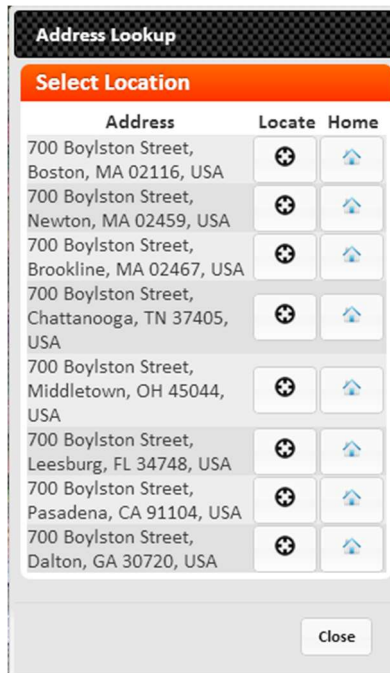 Address Lookup
Select Location
Address Locate Home
700 Boylston Street,
Boston, MA 02116, USA
700 Boylston Street,
Newton, MA 02459, USA
700 Boylston Street,
Brookline, MA 02467, USA
700 Boylston Street,
Chattanooga, TN 37405,
USA
700 Boylston Street,
Middletown, OH 45044,
USA
700 Boylston Street,
Leesburg, FL 34748, USA
700 Boylston Street,
Pasadena, CA 91104, USA
700 Boylston Street,
Dalton, GA 30720, USA
Close